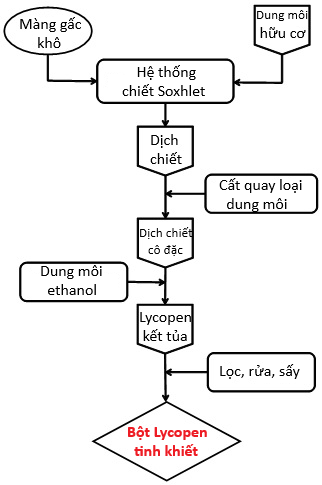 Màng gấc
khô
Dung môi
hữu cơ
Hệ thống
chiết Soxhlet
Dịch
chiết
Cất quay loại
dung môi
Dịch chiết
cô đặc
Dung môi
ethanol
Lycopen
kết tủa
Lọc, rửa, sấy
Bột Lycopen
tinh khiết